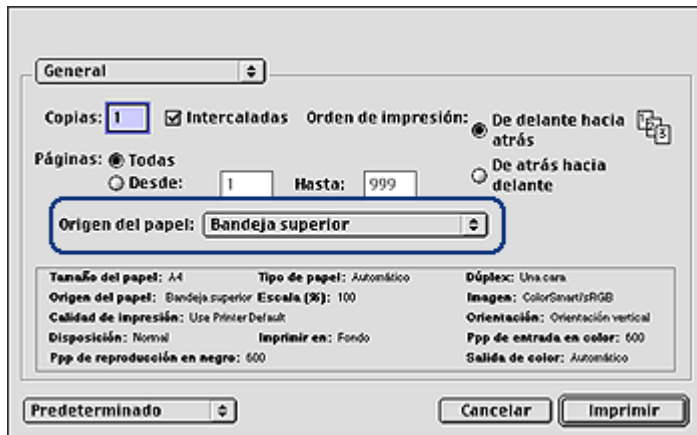 General
Copias: 1 Intercaladas Orden de impresión: De delante hacia atrás
Páginas: Todas De atrás hacia delante
Desde: 1 Hasta: 999
Origen del papel: Bandeja superior
Tamaño del papel: A4 Tipo de papel: Automático Dúplex: Una cara
Origen del papel: Bandeja superior Escala (%): 100 Imagen: ColorSmart/sRGB
Calidad de impresión: Use Printer Default Orientación: Orientación vertical
Disposición: Normal Imprimir en: Fondo Ppp de entrada en color: 600
Ppp de reproducción en negro: 600 Salida de color: Automático
Predeterminado Cancelar Imprimir